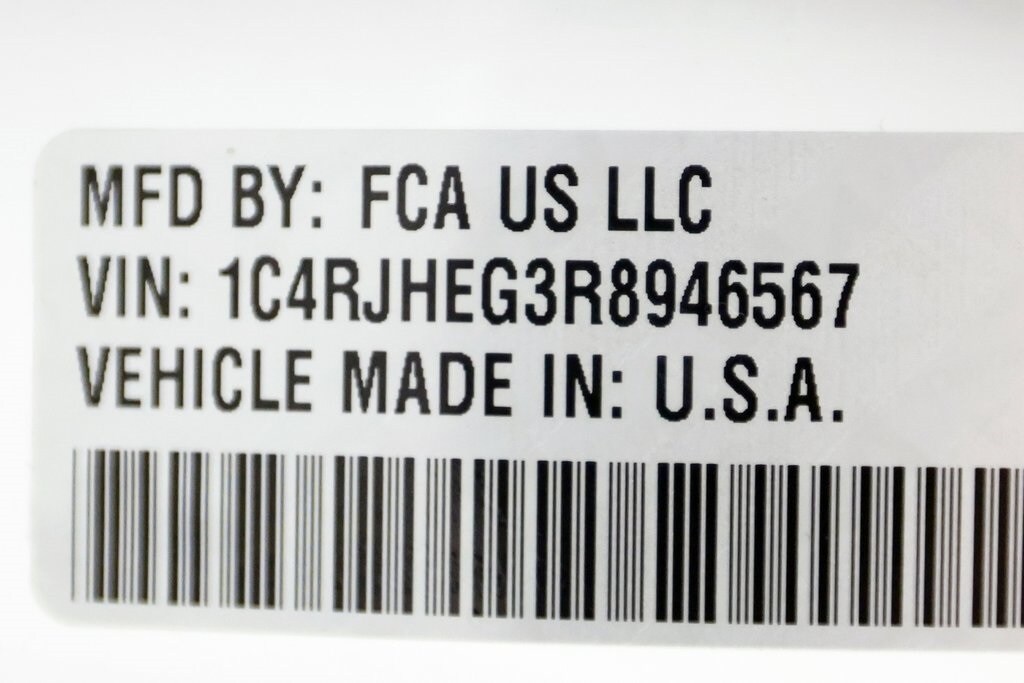 MFD BY: FCA US LLC
VIN: 1C4RJHEG3R8946567
VEHICLE MADE IN: U.S.A.